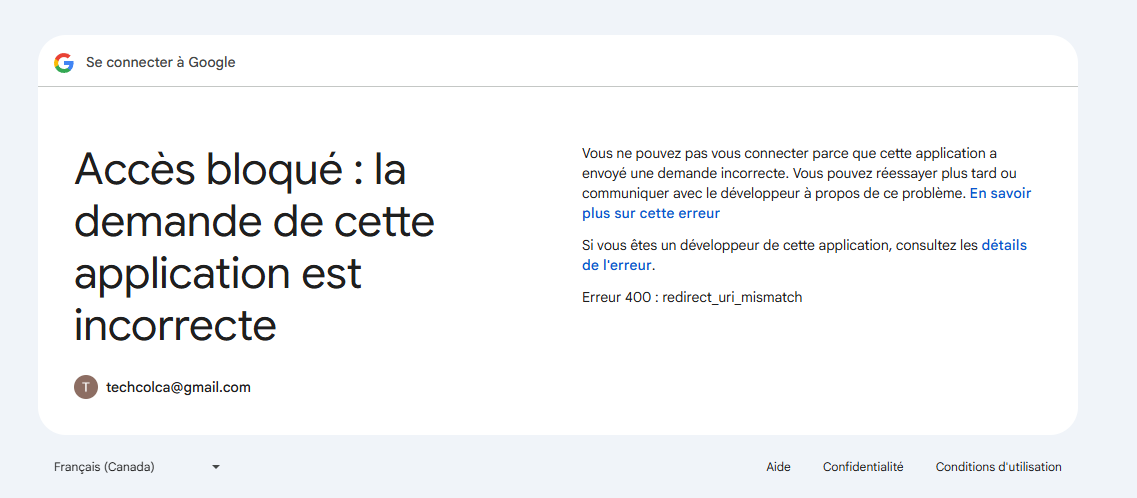 Se connecter à Google
Accès bloqué : la
demande de cette
application est
incorrecte
T
techcolca@gmail.com
Vous ne pouvez pas vous connecter parce que cette application a
envoyé une demande incorrecte. Vous pouvez réessayer plus tard ou
communiquer avec le développeur à propos de ce problème. En savoir
plus sur cette erreur
Si vous êtes un développeur de cette application, consultez les détails
de l'erreur.
Erreur 400 : redirect_uri_mismatch
Français (Canada)
Aide
Confidentialité
Conditions d'utilisation